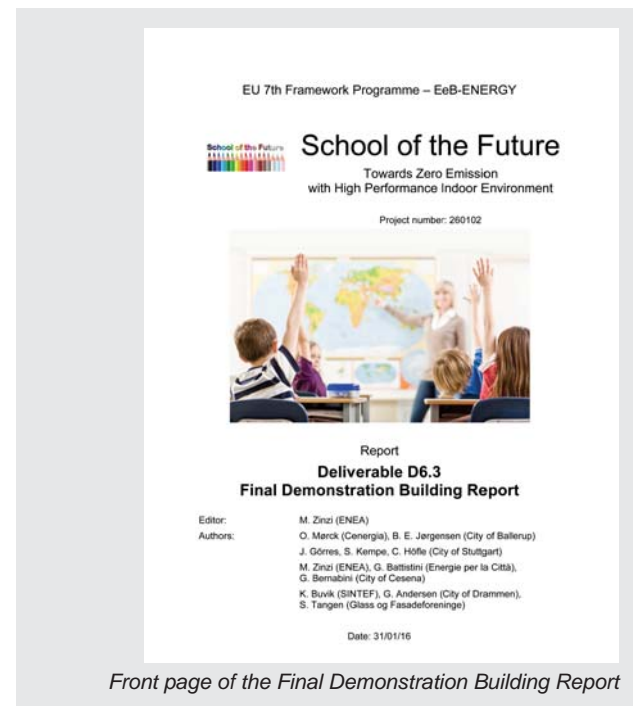 EU 7th Framework Programme – EeB-ENERGY
School of the Future
School of the Future
Towards Zero Emission
with High Performance Indoor Environment
Project number: 260102
Report
Deliverable D6.3
Final Demonstration Building Report
Editor: M. Zinzi (ENEA)
Authors: O. Mørck (Cenergia), B. E. Jørgensen (City of Ballerup)
J. Görres, S. Kempe, C. Höfle (City of Stuttgart)
M. Zinzi (ENEA), G. Battistini (Energie per la Città),
G. Bernabini (City of Cesena)
K. Buvik (SINTEF), G. Andersen (City of Drammen),
S. Tangen (Glass og Fasadeforeninge)
Date: 31/01/16
Front page of the Final Demonstration Building Report